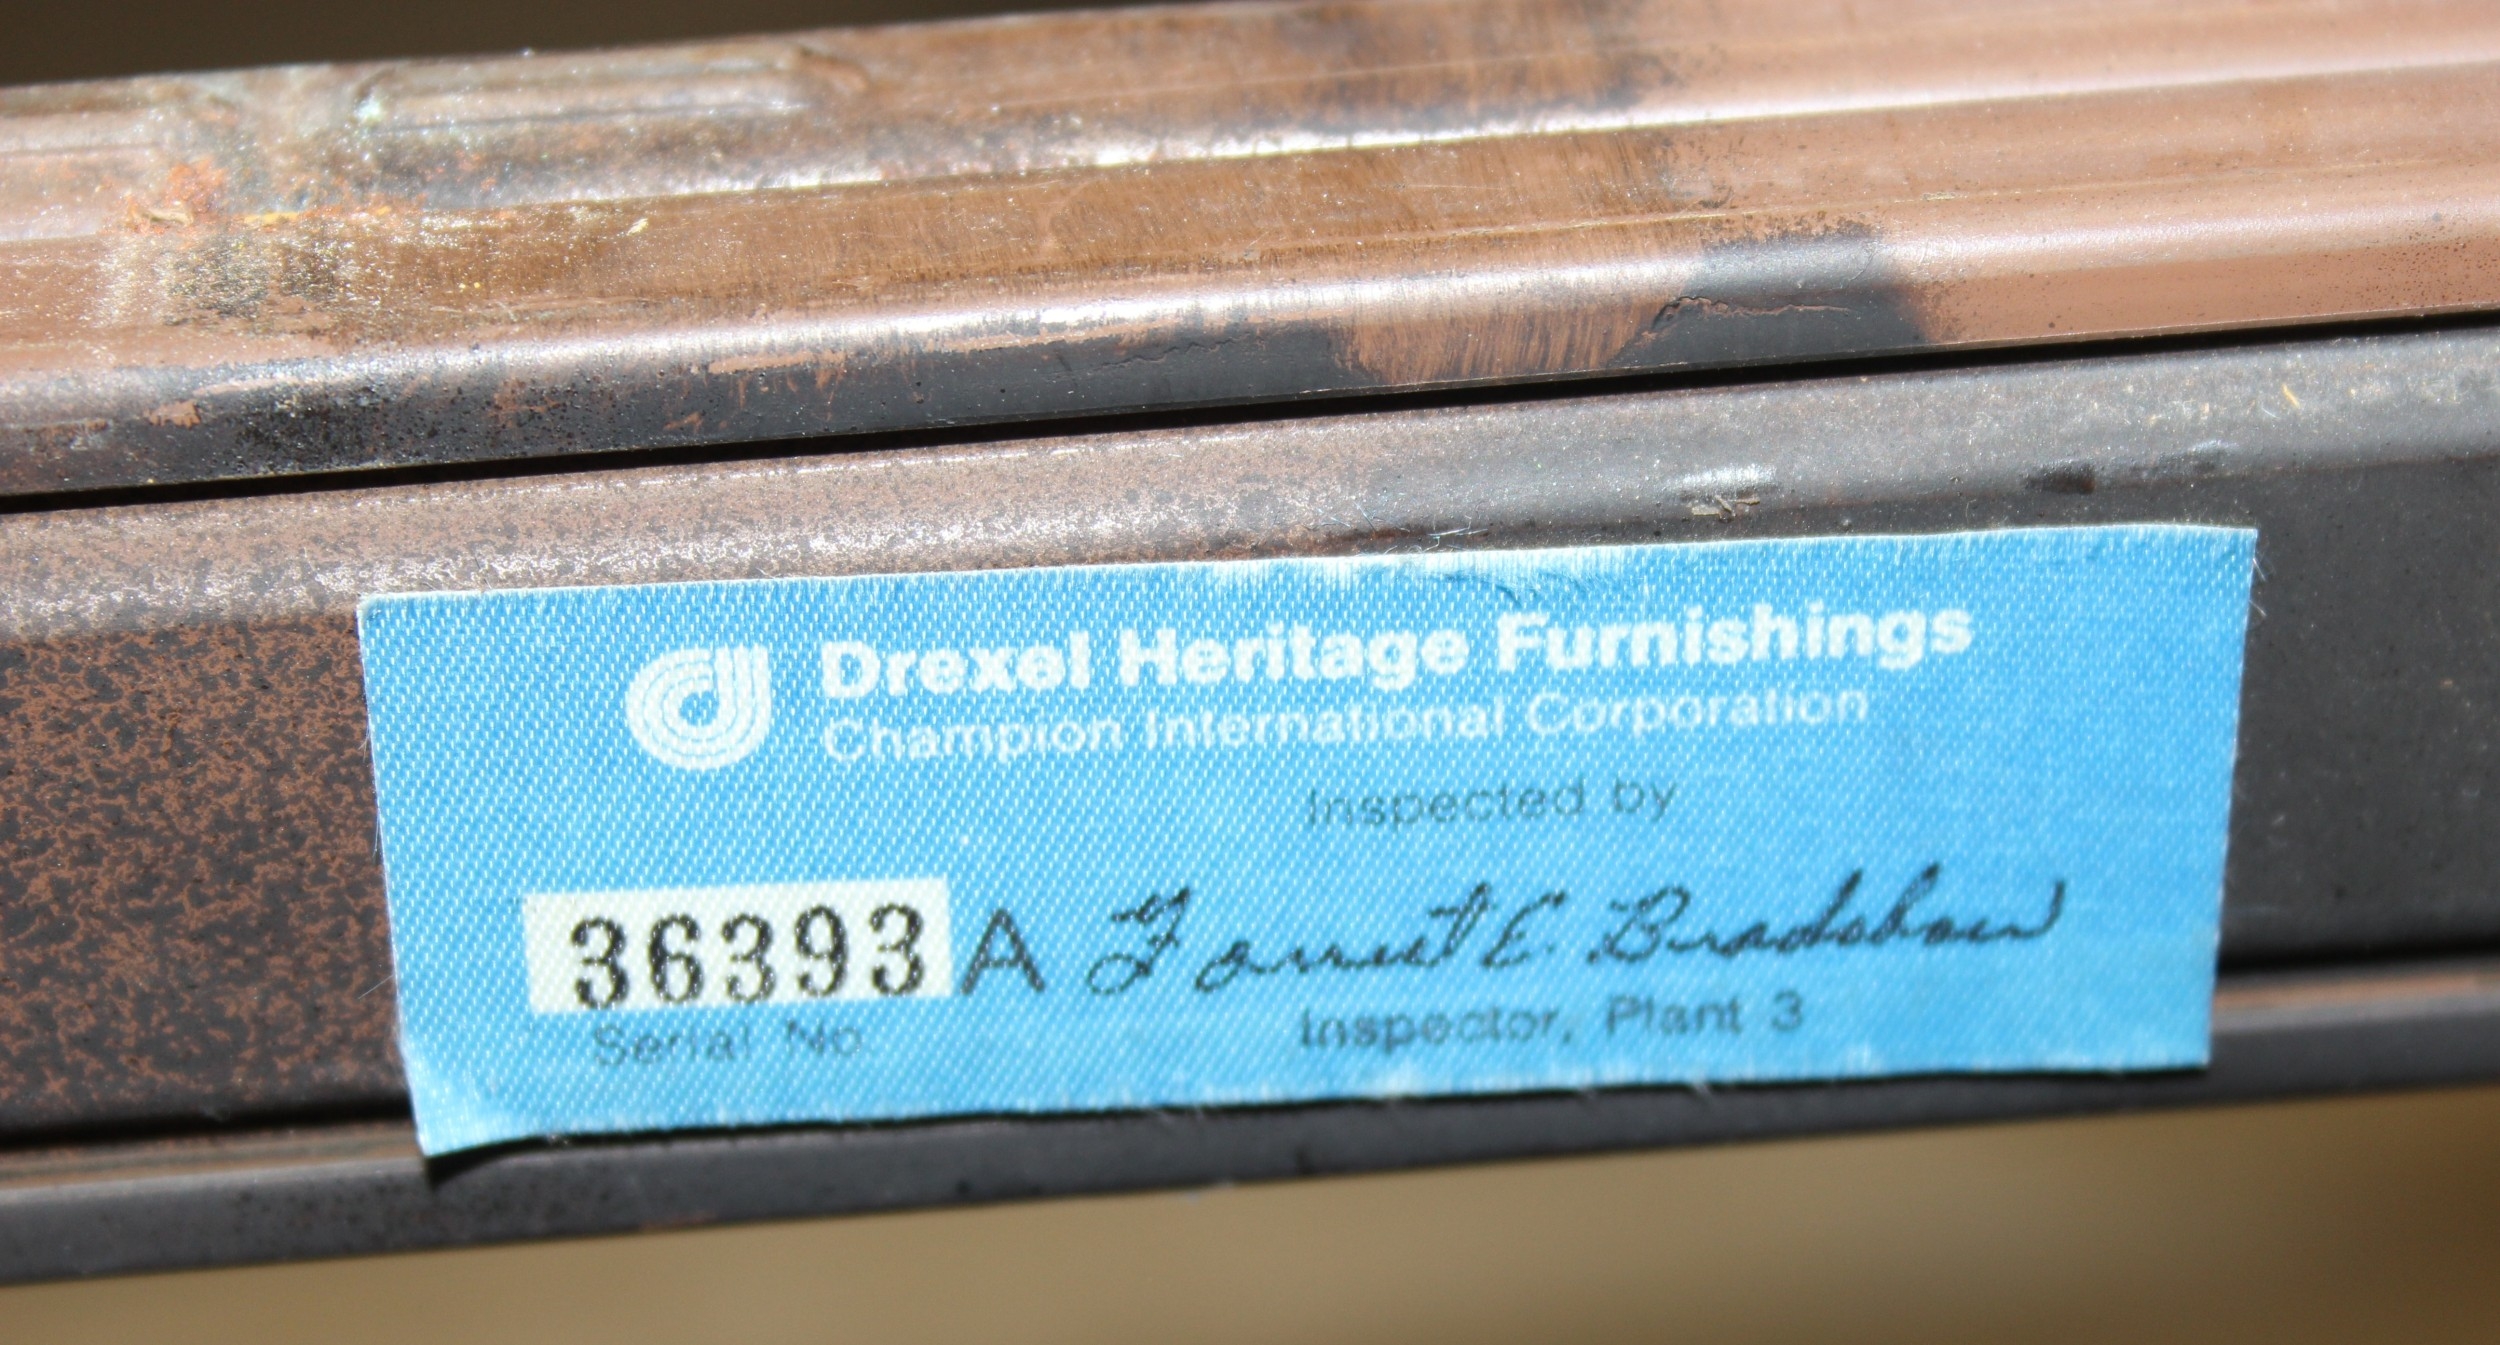 Drexel Heritage Furnishings
Champion International Corporation
Inspected by
36393 A Forrest E. Bradshaw
Serial No
Inspector, Plant 3